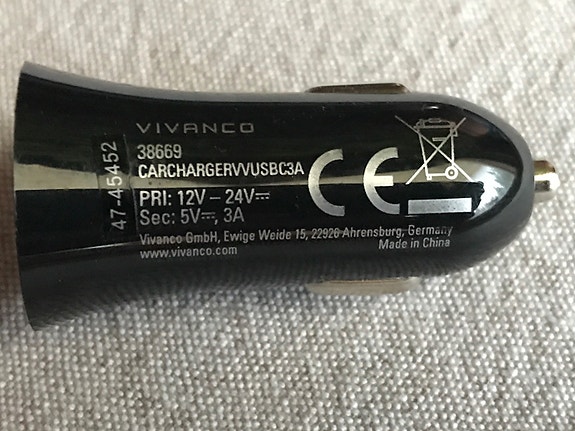 VIVANCO
38669
CARCHARGERVVUSBC3A
PRI: 12V – 24V⎓
Sec: 5V⎓, 3A
Vivanco GmbH, Ewige Weide 15, 22926 Ahrensburg, Germany
Made in China
www.vivanco.com
47-45452
CE